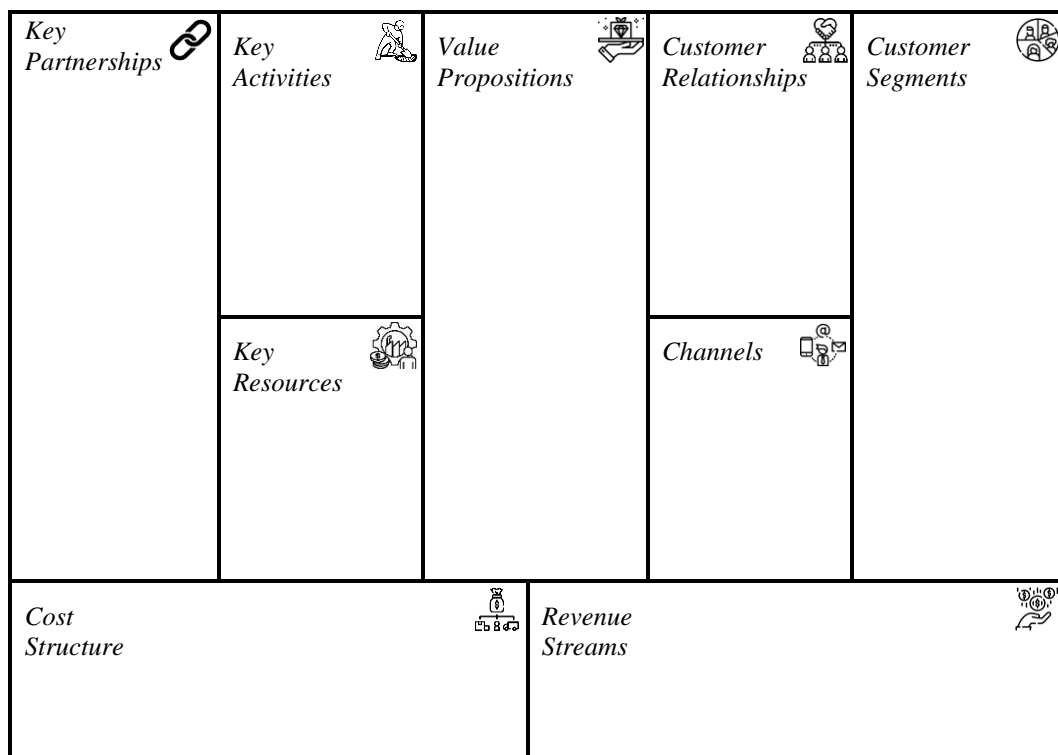 Key
Partnerships
Key
Activities
Value
Propositions
Customer
Relationships
Customer
Segments
Key
Resources
Channels
Cost
Structure
Revenue
Streams